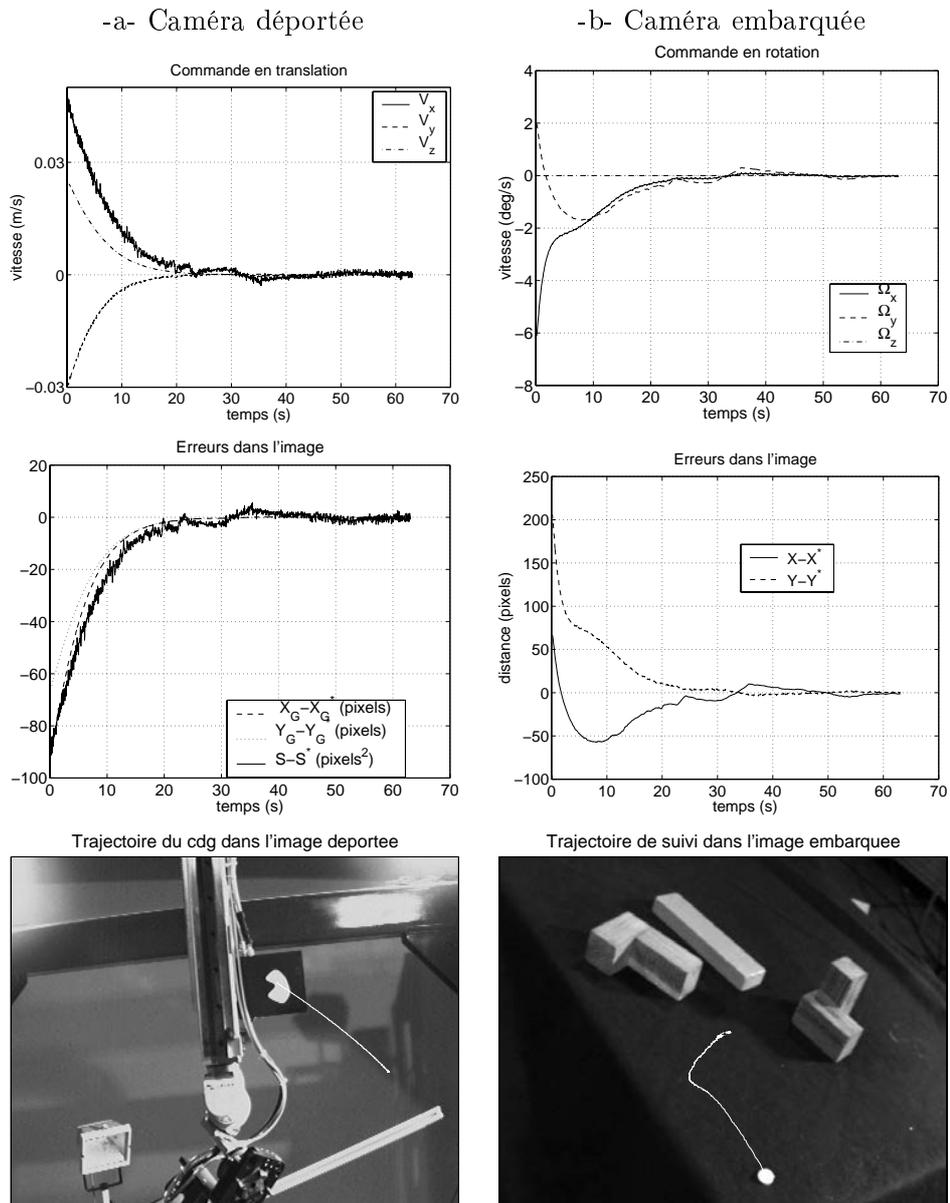 -a- Caméra déportée
Commande en translation
V_x
V_y
V_z
0.03
0
−0.03
vitesse (m/s)
0 10 20 30 40 50 60 70
temps (s)
Erreurs dans l'image
20
0
−20
−40
−60
−80
−100
X_G−X_G^* (pixels)
Y_G−Y_G^* (pixels)
S−S^* (pixels^2)
0 10 20 30 40 50 60 70
temps (s)
Trajectoire du cdg dans l'image deportee
-b- Caméra embarquée
Commande en rotation
4
2
0
−2
−4
−6
−8
vitesse (deg/s)
Ω_x
Ω_y
Ω_z
0 10 20 30 40 50 60 70
temps (s)
Erreurs dans l'image
250
200
150
100
50
0
−50
−100
distance (pixels)
X−X^*
Y−Y^*
0 10 20 30 40 50 60 70
temps (s)
Trajectoire de suivi dans l'image embarquee